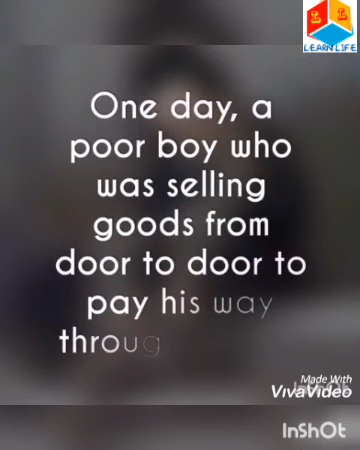 L L
LEARN LIFE
One day, a
poor boy who
was selling
goods from
door to door to
pay his way
throug
Made With
VivaVideo
InShOt